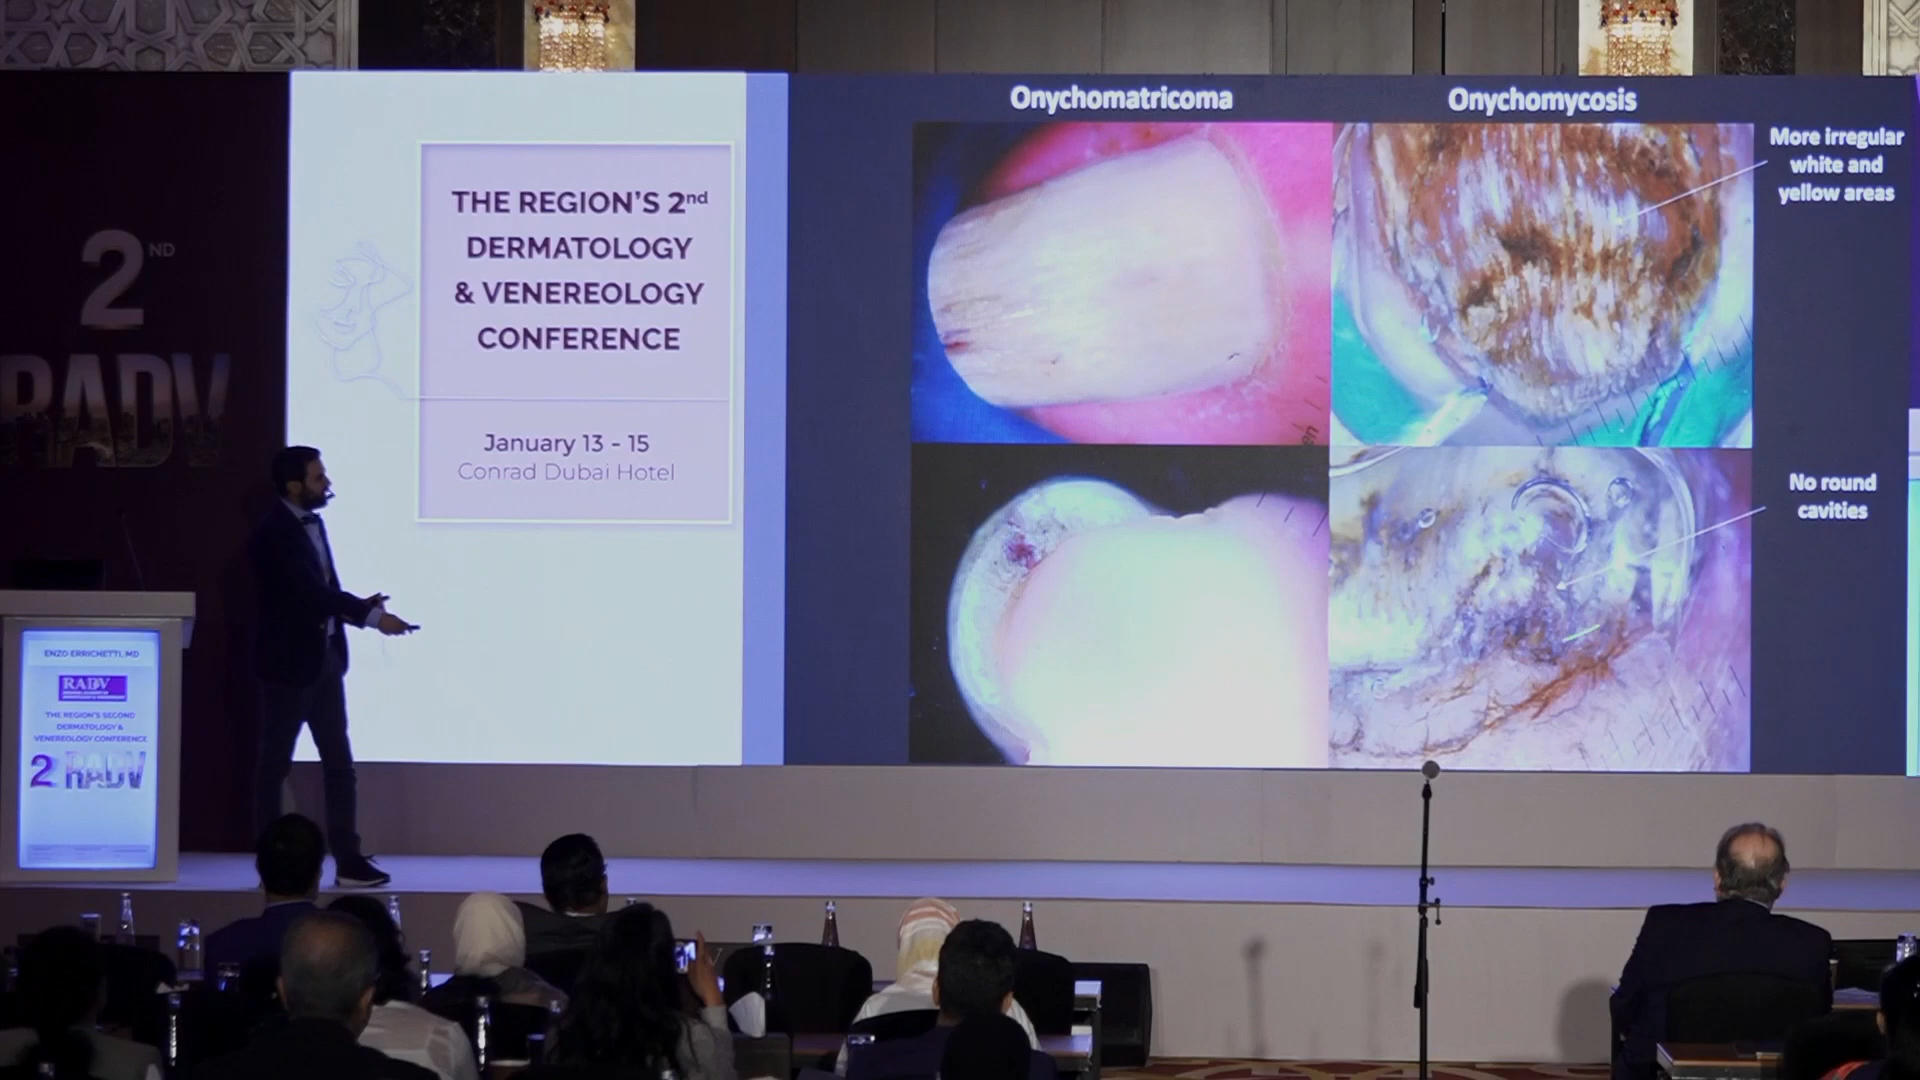 2ND
RADV
THE REGION'S 2nd
DERMATOLOGY
& VENEREOLOGY
CONFERENCE
January 13 - 15
Conrad Dubai Hotel
Onychomatricoma
Onychomycosis
More irregular
white and
yellow areas
No round
cavities
ENZO ERRICHETTI, MD
RADV
THE REGION'S SECOND
DERMATOLOGY &
VENEREOLOGY CONFERENCE
2 RADV